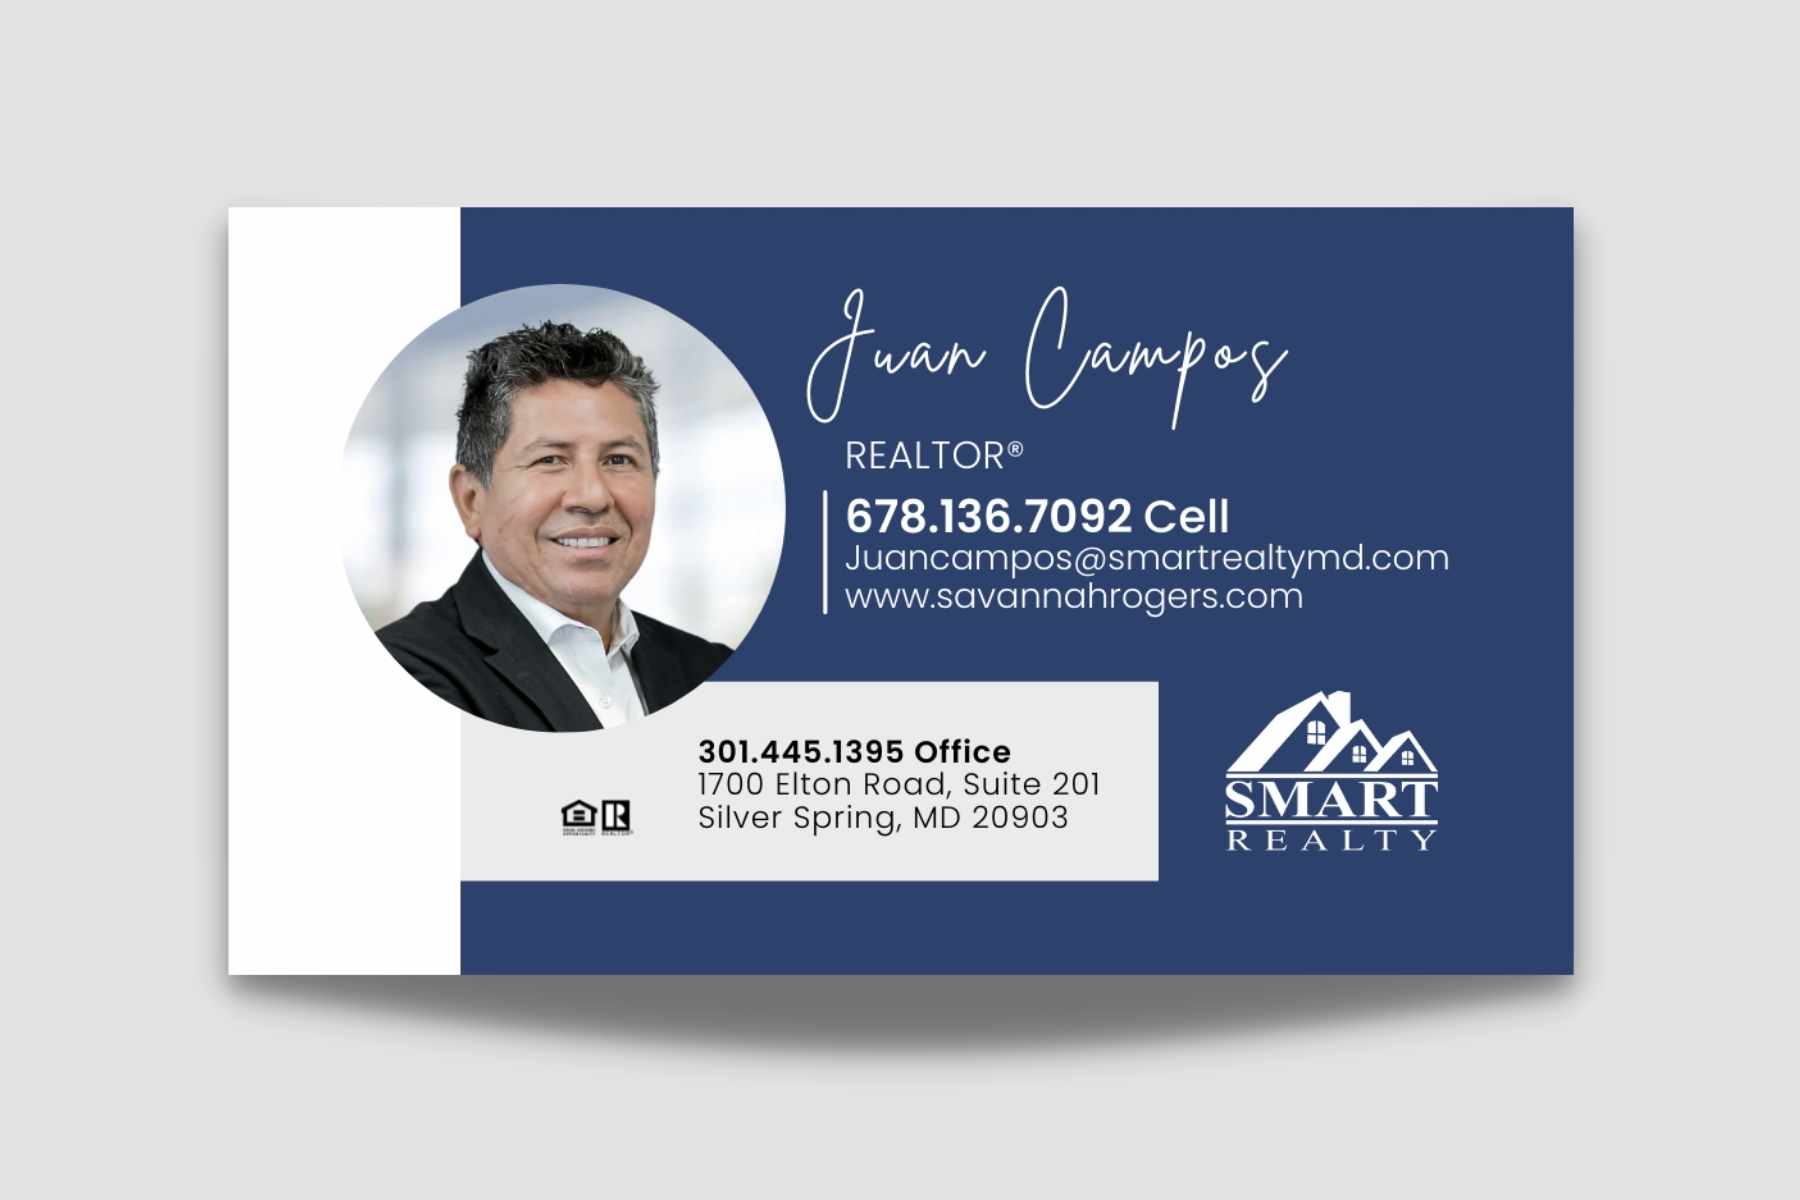 Juan Campos
REALTOR®
678.136.7092 Cell
Juancampos@smartrealtymd.com
www.savannahrogers.com
301.445.1395 Office
1700 Elton Road, Suite 201
Silver Spring, MD 20903
SMART
REALTY